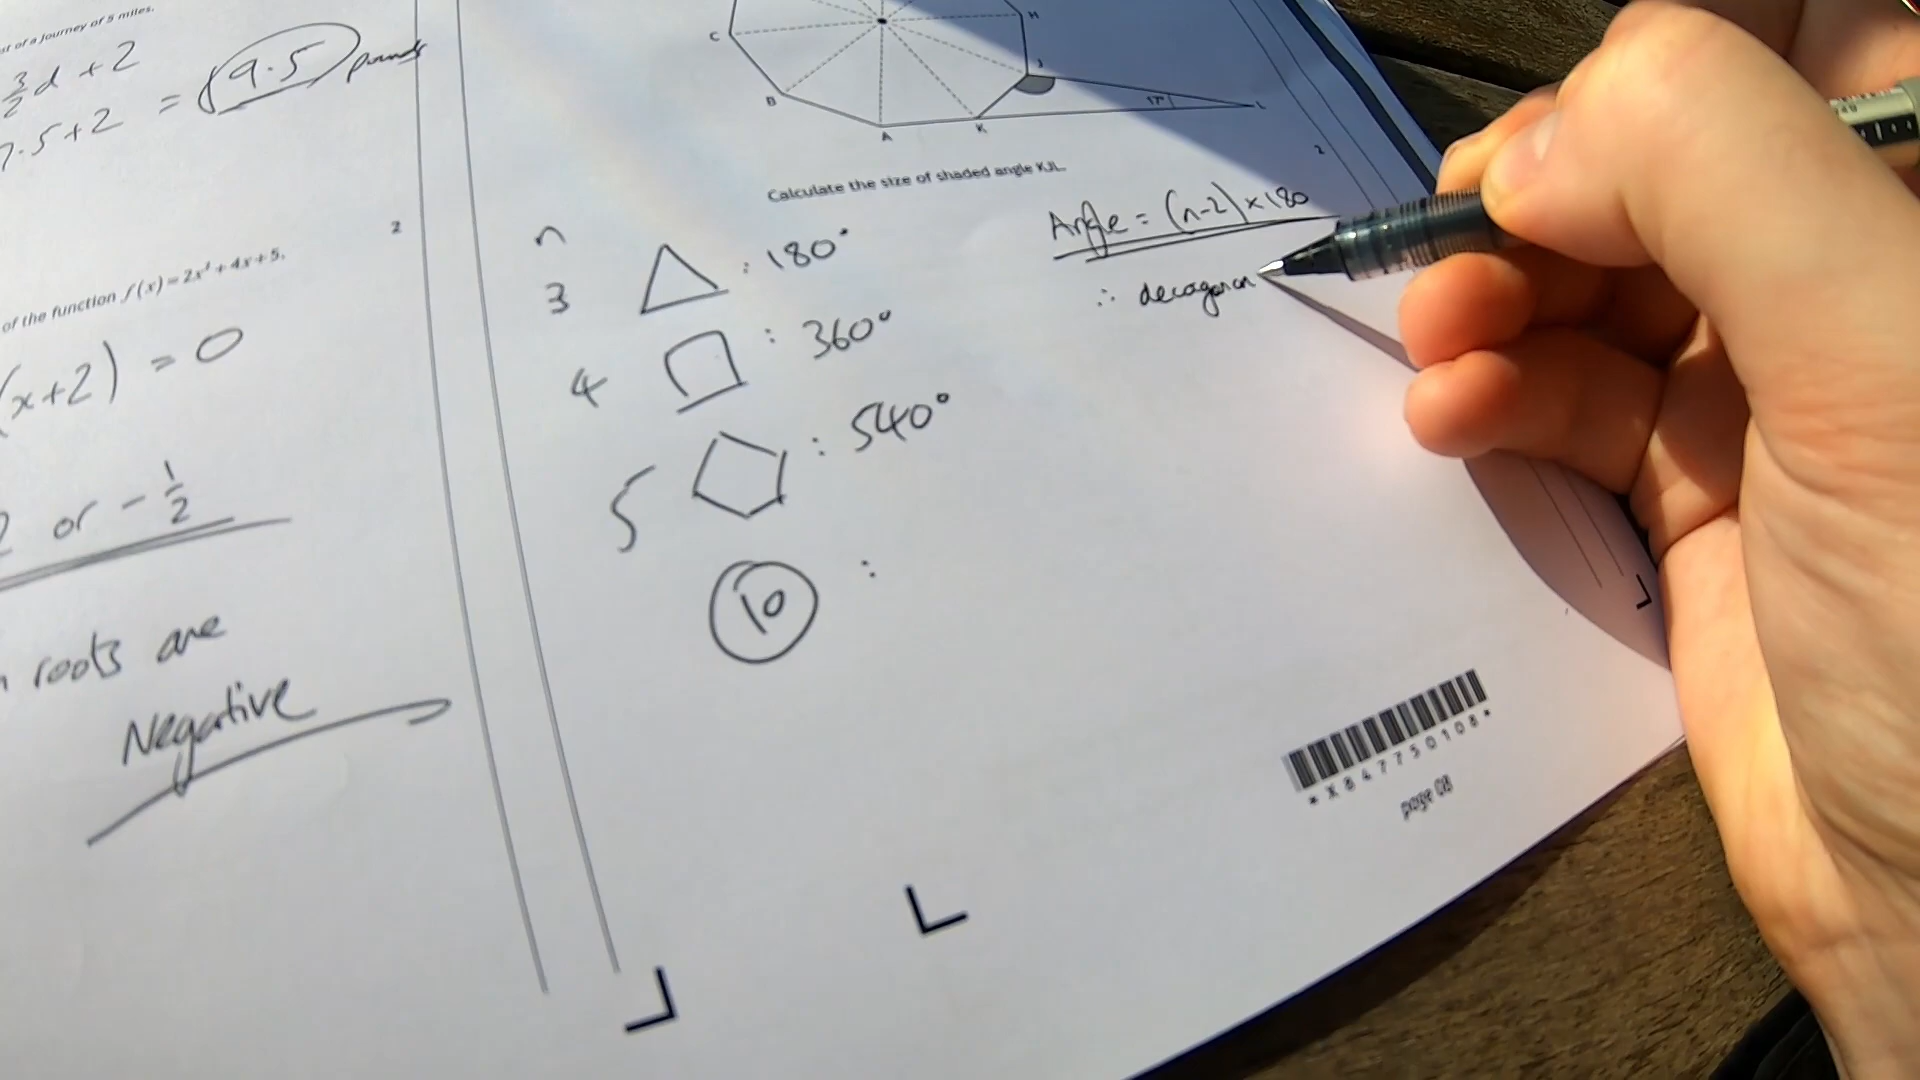 of a journey of 5 miles.
3/2 d + 2
7.5 + 2 = £9.5 pounds
2
of the function f(x) = 2x² + 4x + 5.
(x+2) = 0
2 or - 1/2
roots are
Negative
C
B
A
K
J
H
L
17°
2
Calculate the size of shaded angle KJL.
n
3 : 180°
4 : 360°
5 : 540°
10 :
Angle = (n-2) × 180
∴ decagon
*X847750108*
page 08